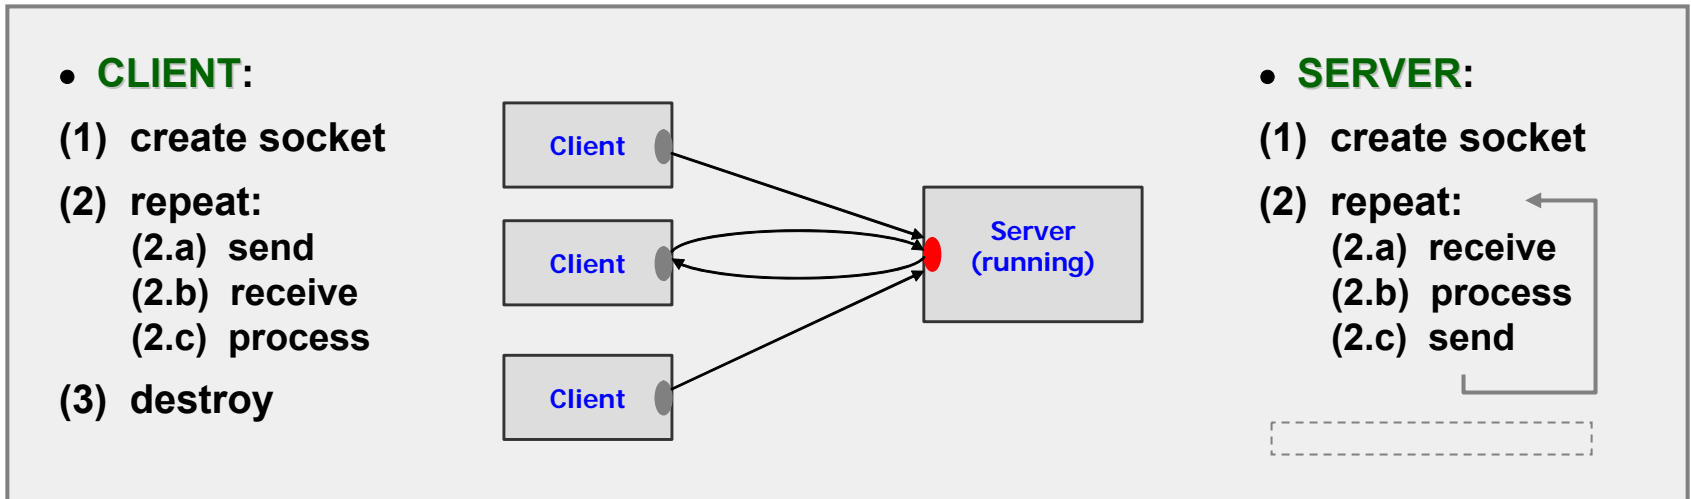 • CLIENT:
(1) create socket
(2) repeat:
(2.a) send
(2.b) receive
(2.c) process
(3) destroy
Client
Client
Client
Server
(running)
• SERVER:
(1) create socket
(2) repeat:
(2.a) receive
(2.b) process
(2.c) send